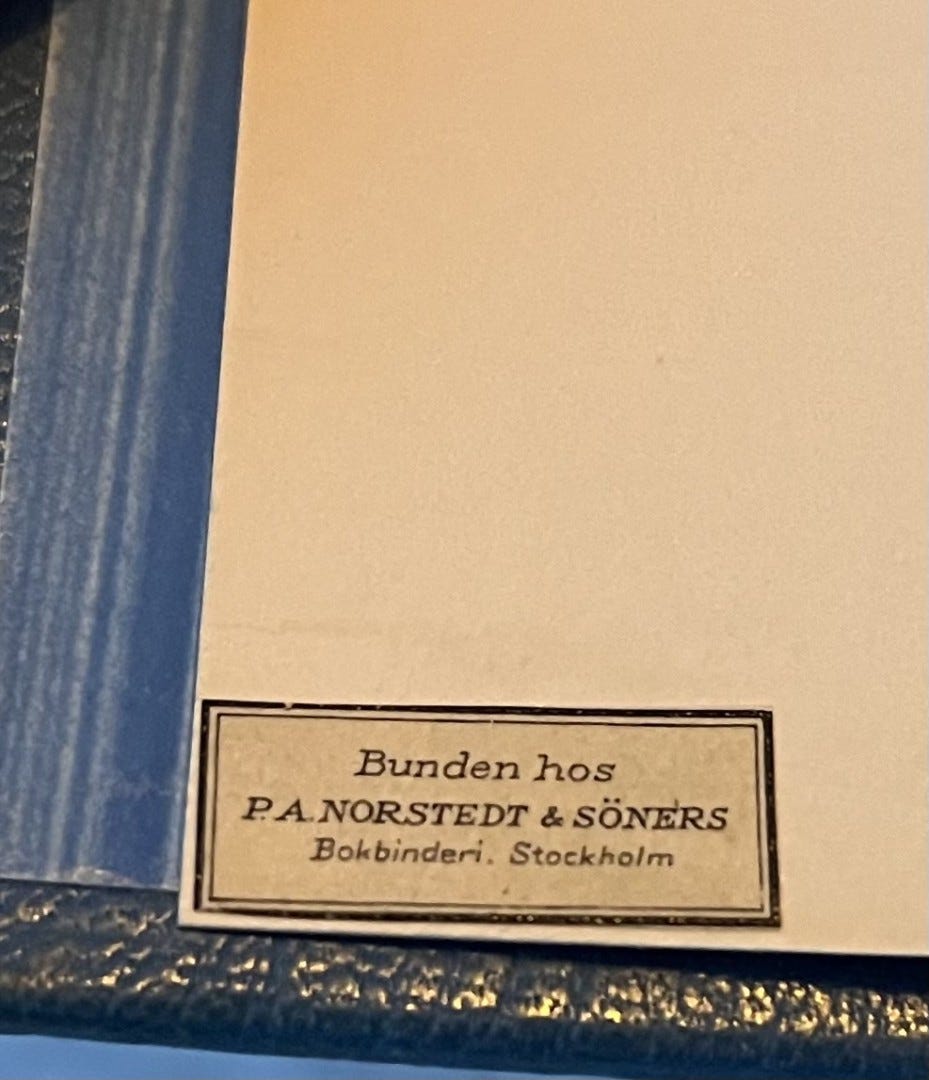 Bunden hos
P. A. NORSTEDT & SÖNERS
Bokbinderi. Stockholm